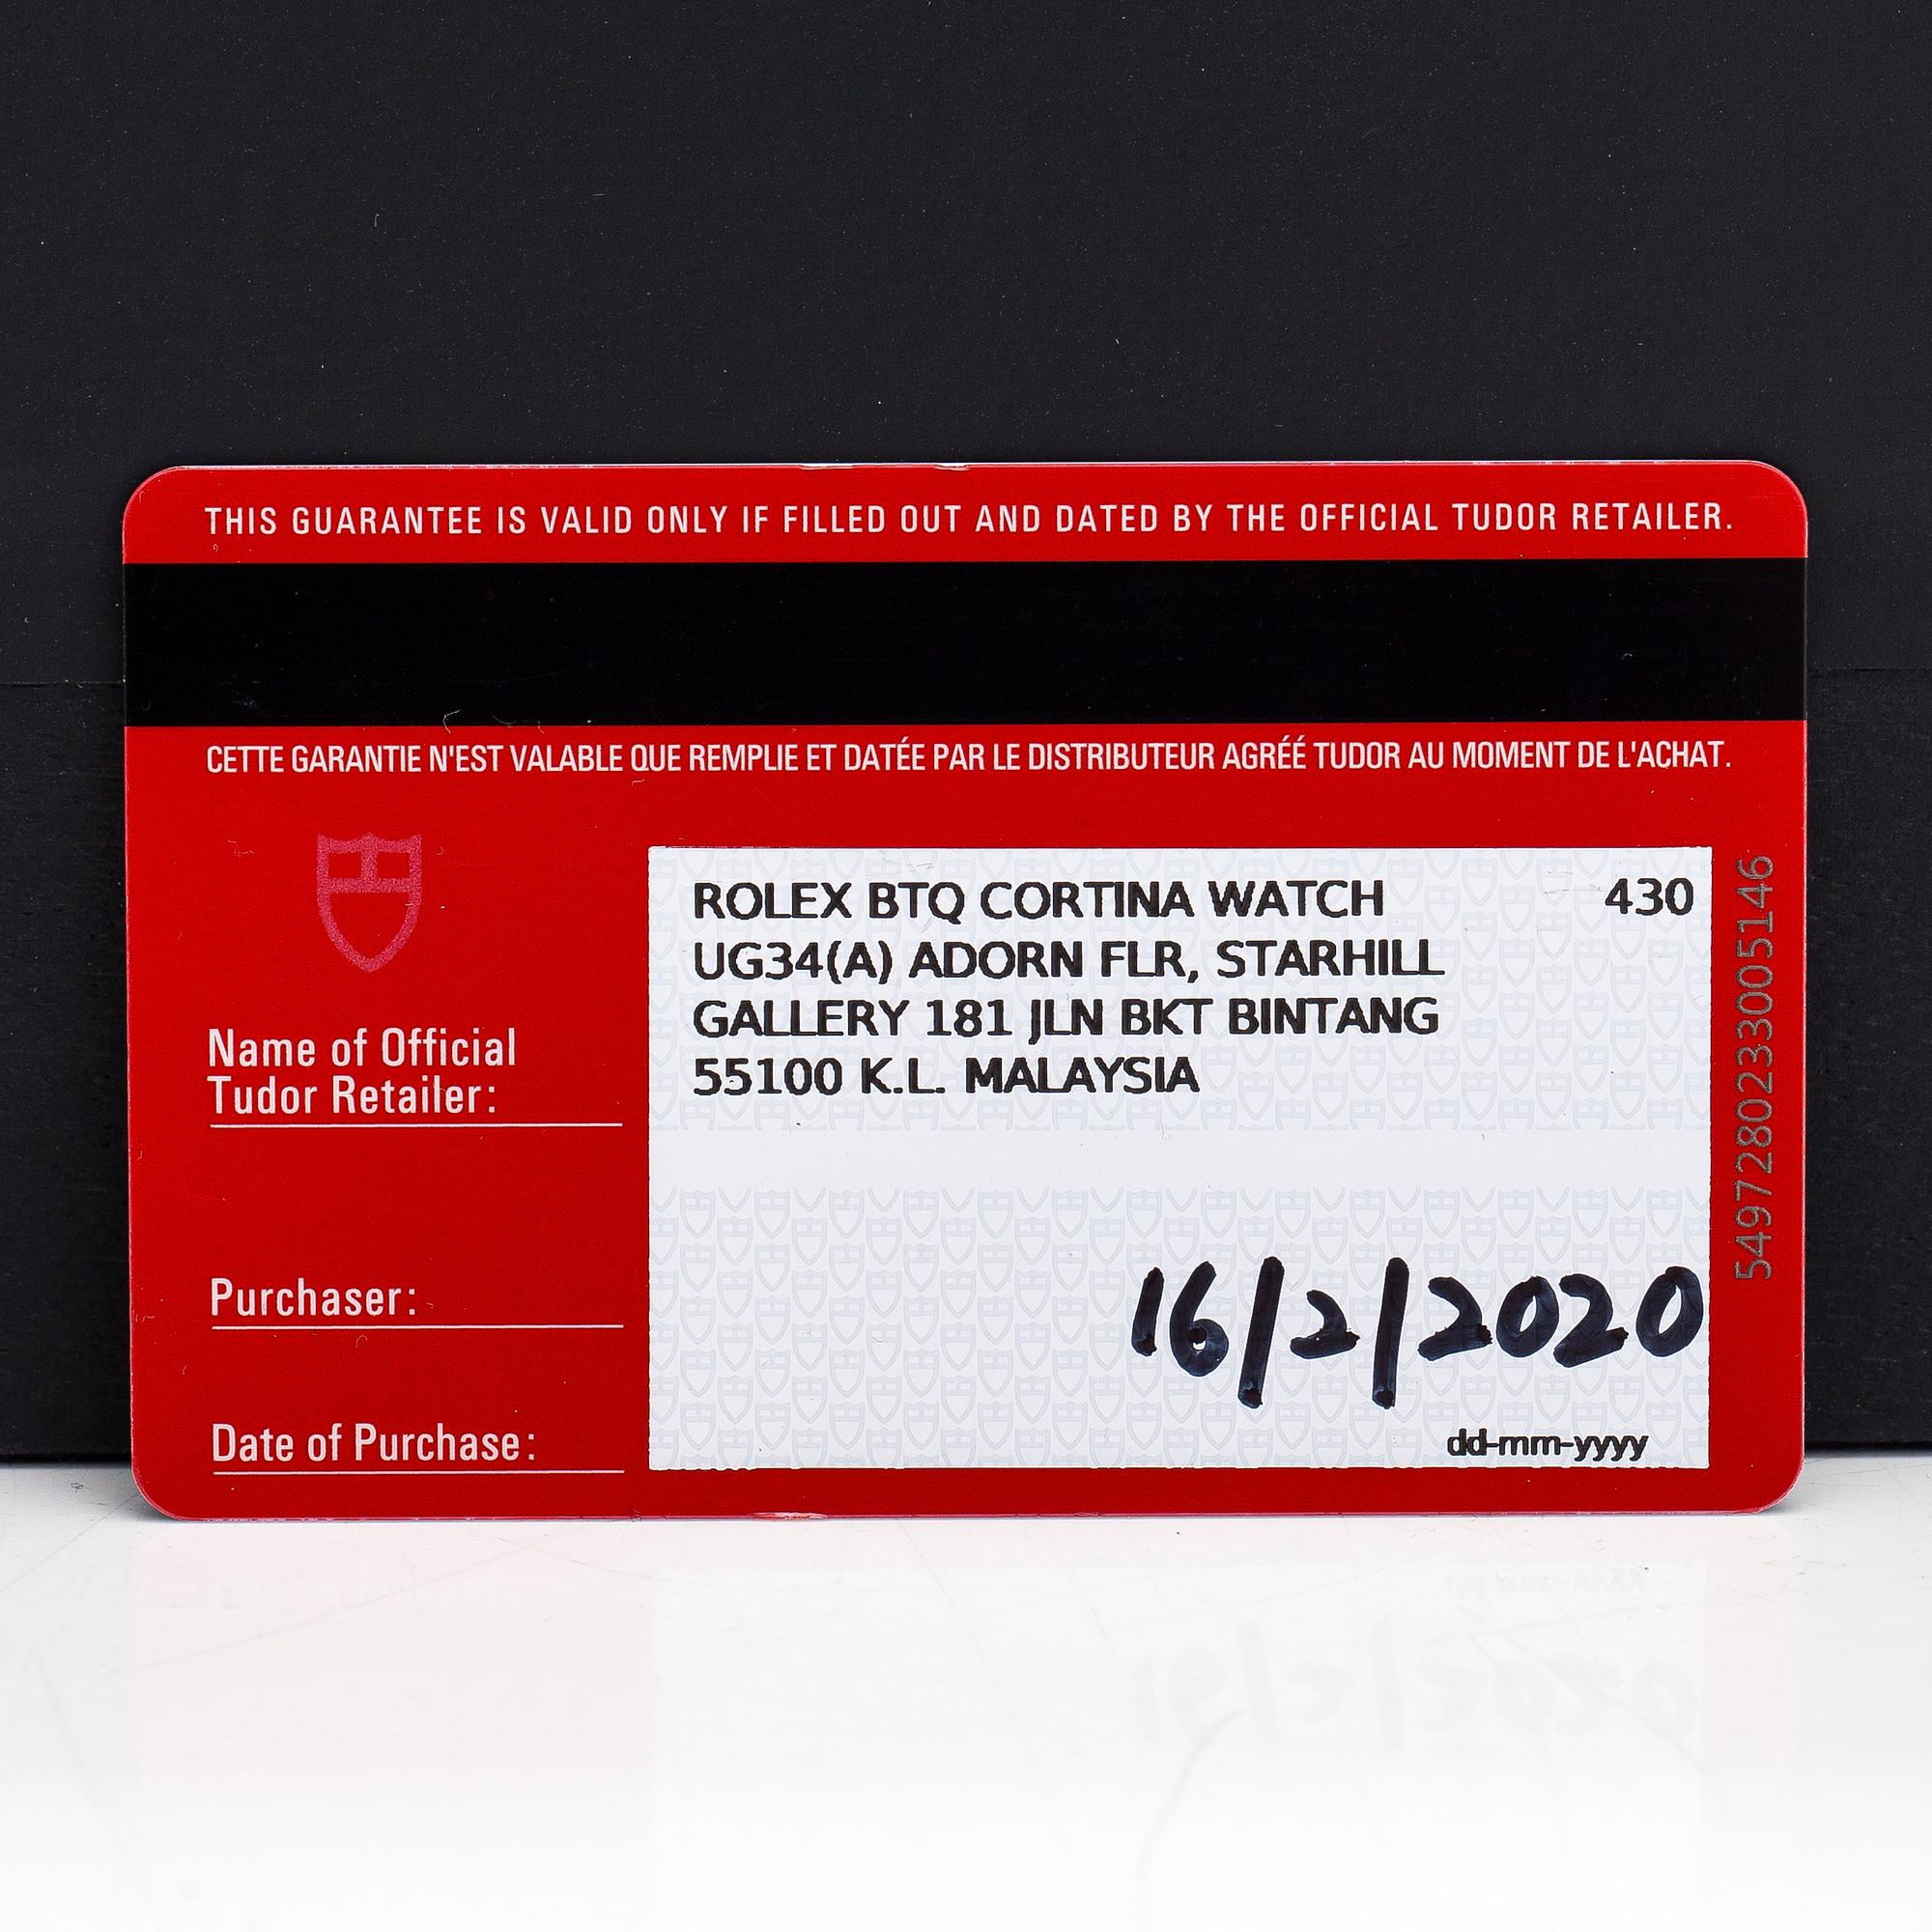 THIS GUARANTEE IS VALID ONLY IF FILLED OUT AND DATED BY THE OFFICIAL TUDOR RETAILER.
CETTE GARANTIE N'EST VALABLE QUE REMPLIE ET DATÉE PAR LE DISTRIBUTEUR AGRÉÉ TUDOR AU MOMENT DE L'ACHAT.
ROLEX BTQ CORTINA WATCH 430
UG34(A) ADORN FLR, STARHILL
GALLERY 181 JLN BKT BINTANG
55100 K.L. MALAYSIA
Name of Official
Tudor Retailer:
Purchaser:
16/2/2020
Date of Purchase:
dd-mm-yyyy
5497280233005146